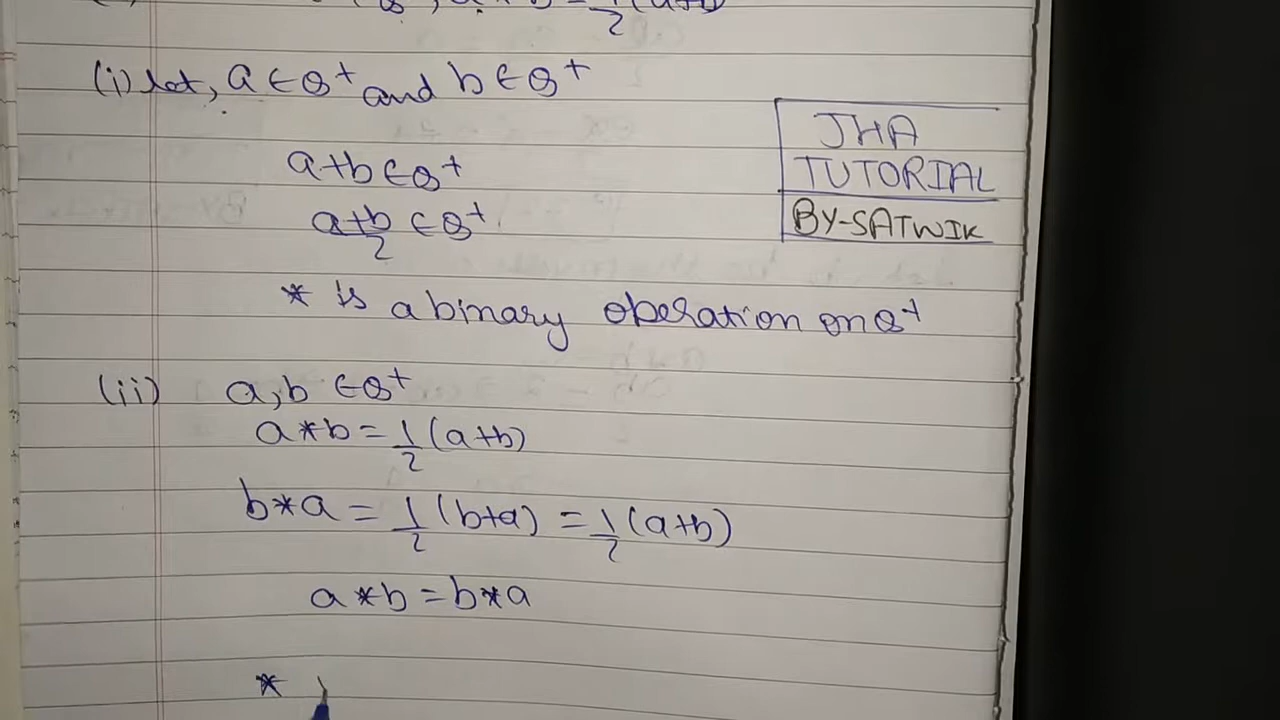 (i) let, a ∈ Q⁺ and b ∈ Q⁺
a+b ∈ Q⁺
a+b/2 ∈ Q⁺
* is a binary operation on Q⁺
JHA
TUTORIAL
BY-SATWIK
(ii) a,b ∈ Q⁺
a*b = 1/2 (a+b)
b*a = 1/2 (b+a) = 1/2 (a+b)
a*b = b*a
*